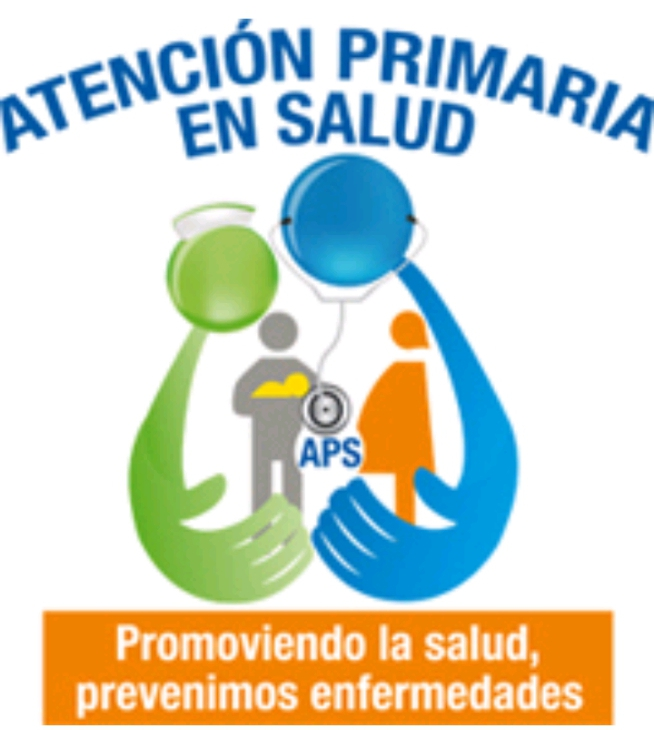 ATENCIÓN PRIMARIA
EN SALUD
APS
Promoviendo la salud,
prevenimos enfermedades